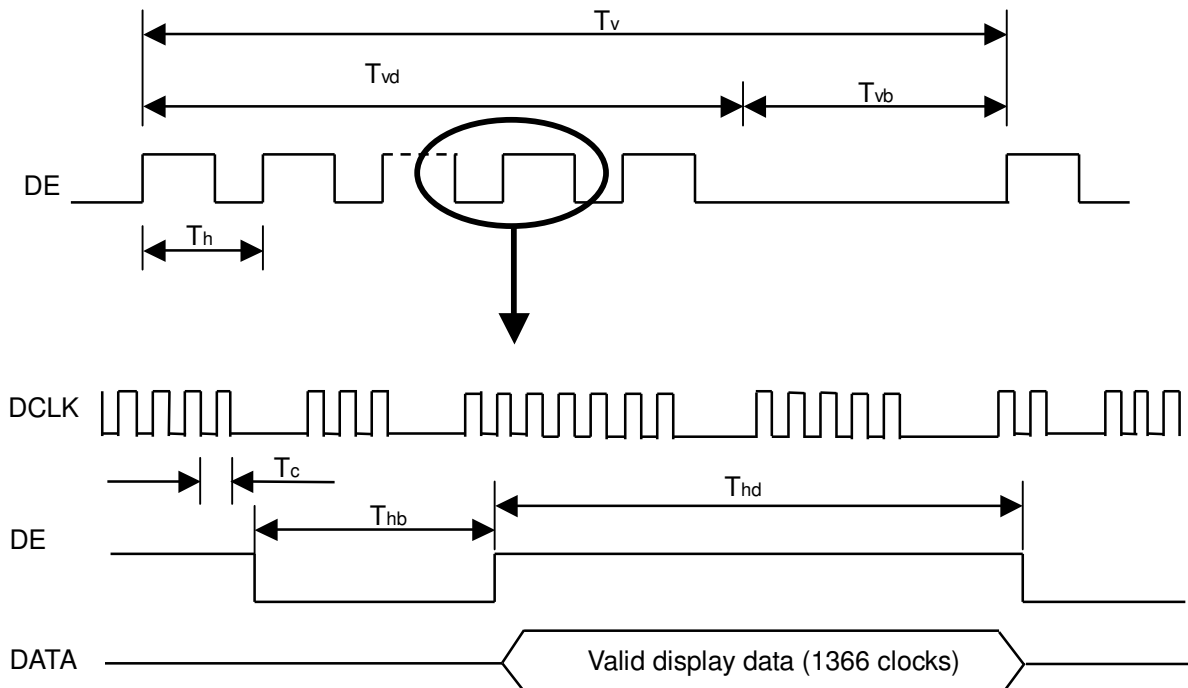 Tv
Tvd
Tvb
DE
Th
DCLK
Tc
Thd
Thb
DE
DATA
Valid display data (1366 clocks)